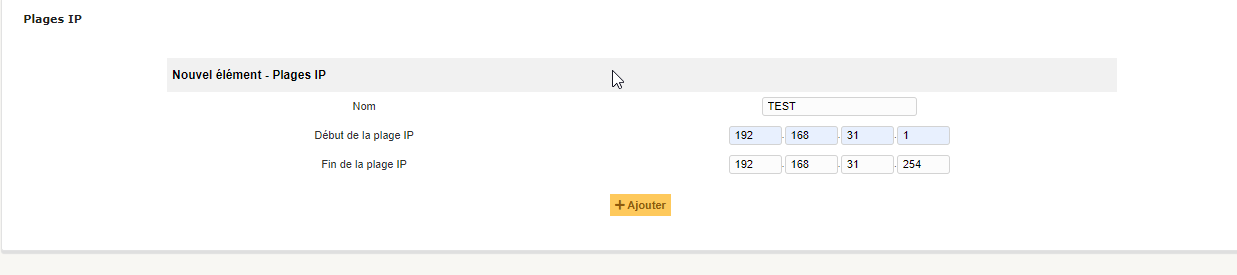 Plages IP
Nouvel élément - Plages IP
Nom TEST
Début de la plage IP 192 . 168 . 31 . 1
Fin de la plage IP 192 . 168 . 31 . 254
+ Ajouter